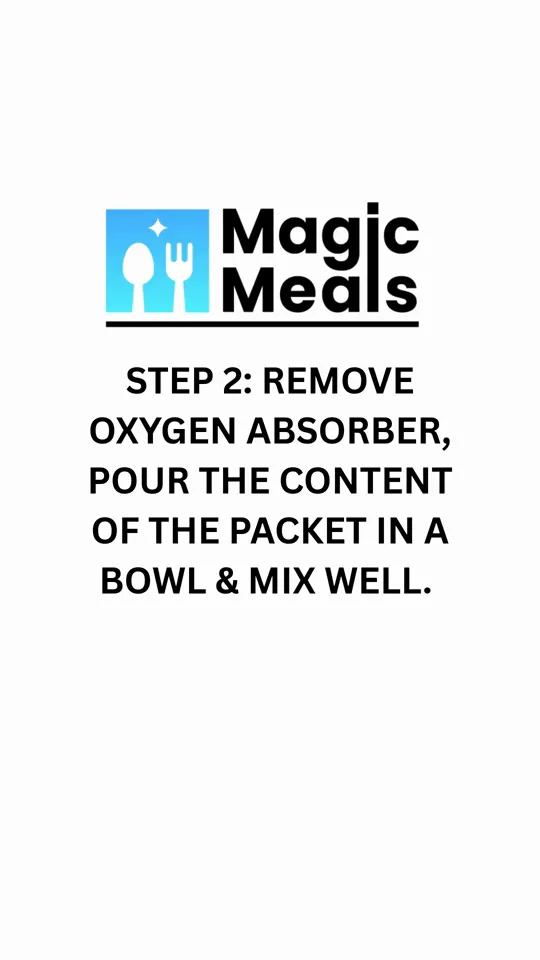 Magic
Meals
STEP 2: REMOVE
OXYGEN ABSORBER,
POUR THE CONTENT
OF THE PACKET IN A
BOWL & MIX WELL.